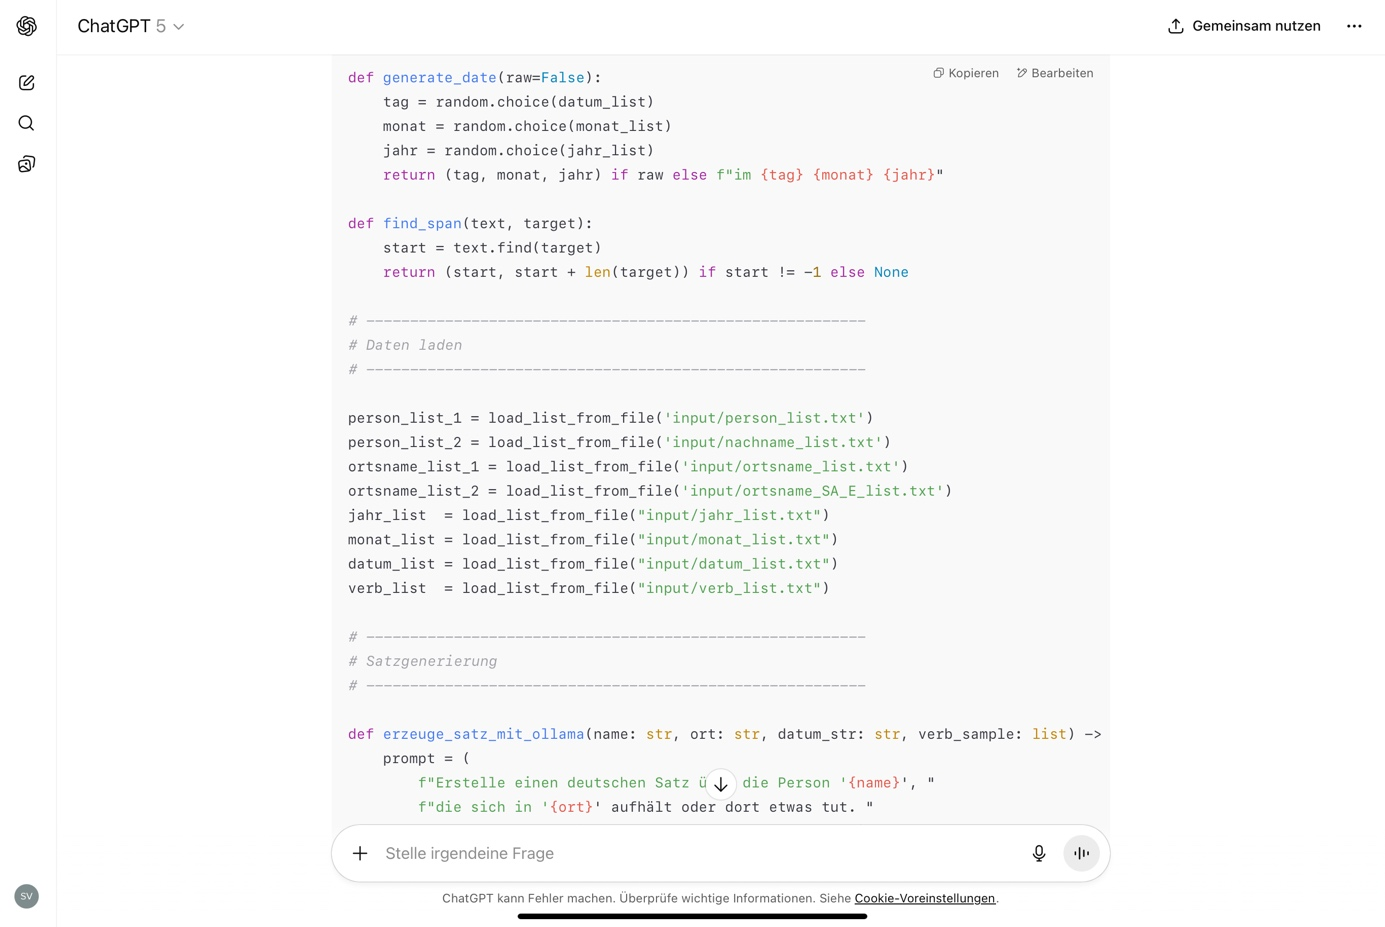 ChatGPT 5
Gemeinsam nutzen
Kopieren Bearbeiten
def generate_date(raw=False):
    tag = random.choice(datum_list)
    monat = random.choice(monat_list)
    jahr = random.choice(jahr_list)
    return (tag, monat, jahr) if raw else f"im {tag} {monat} {jahr}"
def find_span(text, target):
    start = text.find(target)
    return (start, start + len(target)) if start != -1 else None
# ---------------------------------------------------------
# Daten laden
# ---------------------------------------------------------
person_list_1 = load_list_from_file('input/person_list.txt')
person_list_2 = load_list_from_file('input/nachname_list.txt')
ortsname_list_1 = load_list_from_file('input/ortsname_list.txt')
ortsname_list_2 = load_list_from_file('input/ortsname_SA_E_list.txt')
jahr_list  = load_list_from_file("input/jahr_list.txt")
monat_list = load_list_from_file("input/monat_list.txt")
datum_list = load_list_from_file("input/datum_list.txt")
verb_list  = load_list_from_file("input/verb_list.txt")
# ---------------------------------------------------------
# Satzgenerierung
# ---------------------------------------------------------
def erzeuge_satz_mit_ollama(name: str, ort: str, datum_str: str, verb_sample: list) ->
    prompt = (
        f"Erstelle einen deutschen Satz die Person '{name}', "
        f"die sich in '{ort}' aufhält oder dort etwas tut. "
Stelle irgendeine Frage
SV
ChatGPT kann Fehler machen. Überprüfe wichtige Informationen. Siehe Cookie-Voreinstellungen.